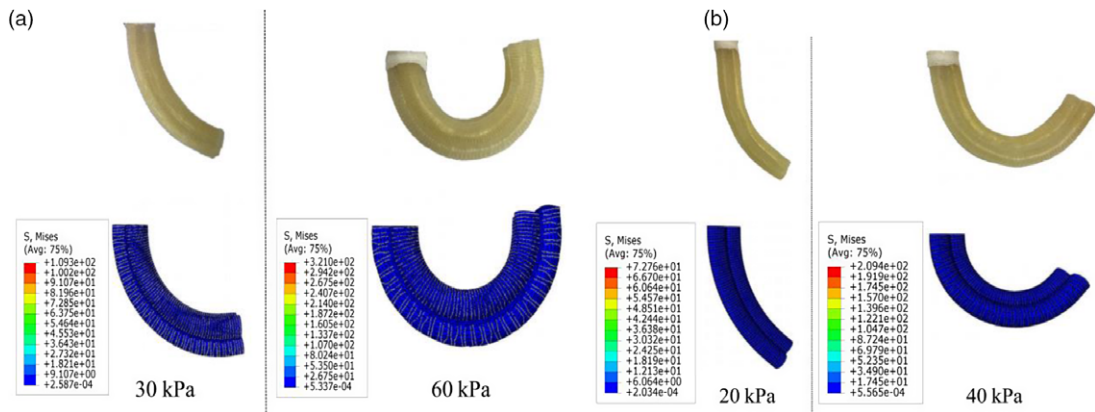 (a)
(b)
S, Mises
(Avg: 75%)
+1.093e+02
+1.002e+02
+9.107e+01
+8.196e+01
+7.285e+01
+6.375e+01
+5.464e+01
+4.553e+01
+3.643e+01
+2.732e+01
+1.821e+01
+9.107e+00
+2.587e-04
30 kPa
S, Mises
(Avg: 75%)
+3.210e+02
+2.942e+02
+2.675e+02
+2.407e+02
+2.140e+02
+1.872e+02
+1.605e+02
+1.337e+02
+1.070e+02
+8.024e+01
+5.350e+01
+2.675e+01
+5.337e-04
60 kPa
S, Mises
(Avg: 75%)
+7.276e+01
+6.670e+01
+6.064e+01
+5.457e+01
+4.851e+01
+4.244e+01
+3.638e+01
+3.032e+01
+2.425e+01
+1.819e+01
+1.213e+01
+6.064e+00
+2.034e-04
20 kPa
S, Mises
(Avg: 75%)
+2.094e+02
+1.919e+02
+1.745e+02
+1.570e+02
+1.396e+02
+1.221e+02
+1.047e+02
+8.724e+01
+6.979e+01
+5.235e+01
+3.490e+01
+1.745e+01
+5.565e-04
40 kPa